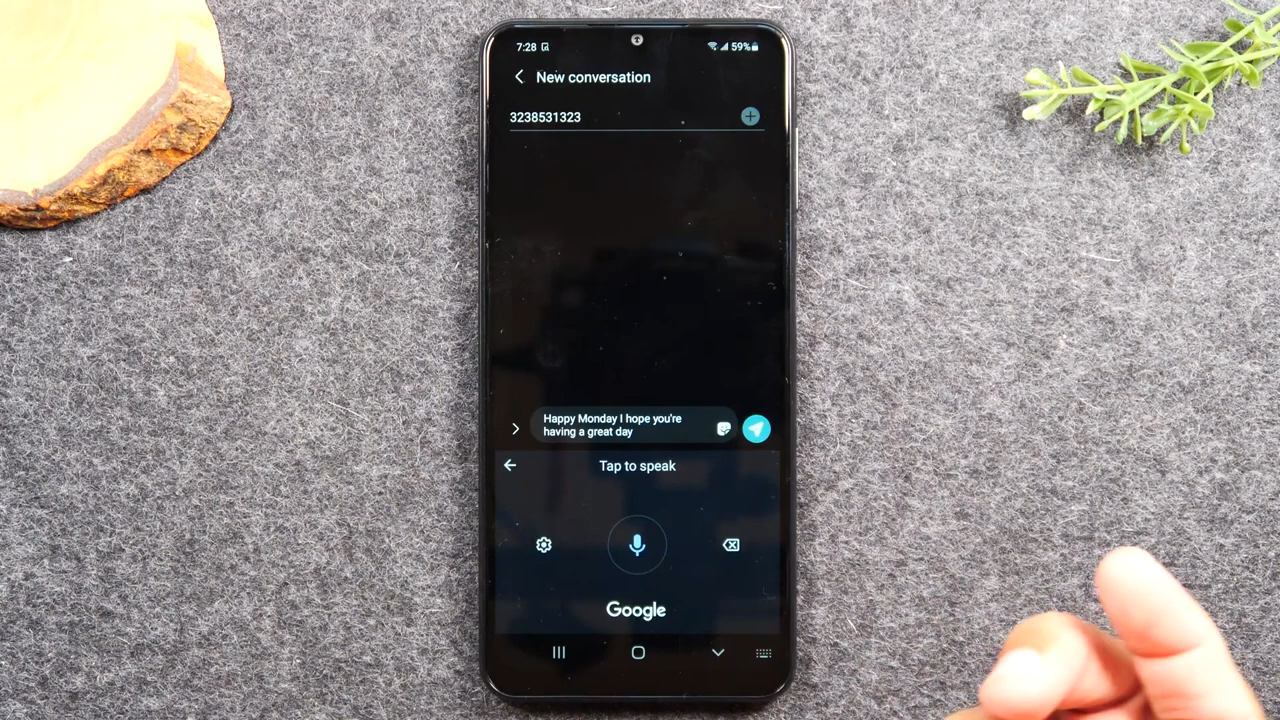 7:28
59%
New conversation
3238531323
Happy Monday I hope you're
having a great day
Tap to speak
Google